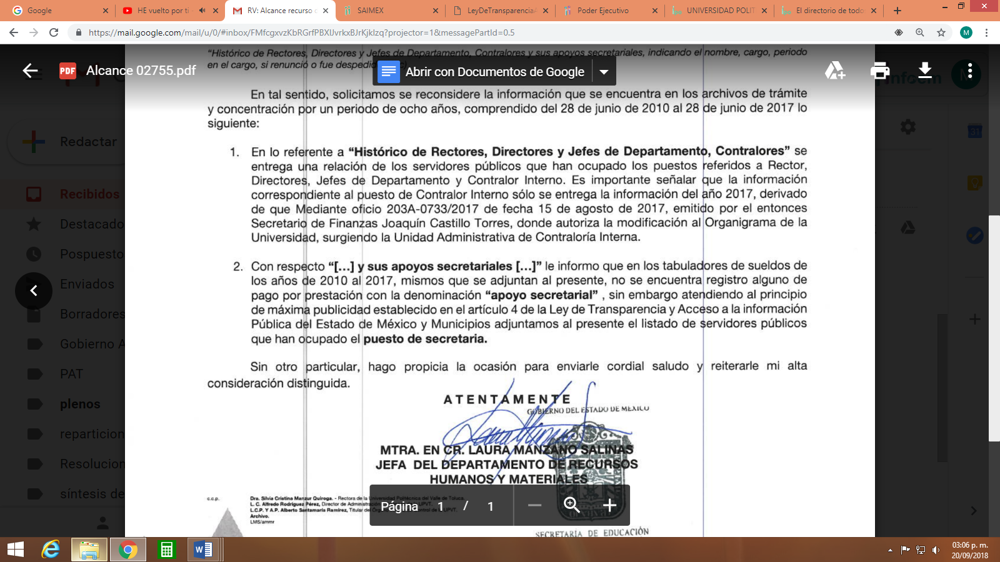 Google
HE vuelto por ti -
RV: Alcance recurso
SAIMEX
LeyDeTransparencia
Poder Ejecutivo
UNIVERSIDAD POLIT
El directorio de todo
https://mail.google.com/mail/u/0/#inbox/FMfcgxvzKbRGrfPBXlJvrkxBJrKjklzq?projector=1&messagePartId=0.5
M
"Histórico de Rectores, Directores y Jefes de Departamento, Contralores y sus apoyos secretariales, indicando el nombre, cargo, periodo
en el cargo, si renunció o fue despedid
PDF Alcance 02755.pdf
Abrir con Documentos de Google
infoem
M
En tal sentido, solicitamos se reconsidere la información que se encuentra en los archivos de trámite
y concentración por un periodo de ocho años, comprendido del 28 de junio de 2010 al 28 de junio de 2017 lo
siguiente:
1. En lo referente a “Histórico de Rectores, Directores y Jefes de Departamento, Contralores” se
entrega una relación de los servidores públicos que han ocupado los puestos referidos a Rector,
Directores, Jefes de Departamento y Contralor Interno. Es importante señalar que la información
correspondiente al puesto de Contralor Interno sólo se entrega la información del año 2017, derivado
de que Mediante oficio 203A-0733/2017 de fecha 15 de agosto de 2017, emitido por el entonces
Secretario de Finanzas Joaquín Castillo Torres, donde autoriza la modificación al Organigrama de la
Universidad, surgiendo la Unidad Administrativa de Contraloría Interna.
2. Con respecto “[...] y sus apoyos secretariales [...]” le informo que en los tabuladores de sueldos de
los años de 2010 al 2017, mismos que se adjuntan al presente, no se encuentra registro alguno de
pago por prestación con la denominación “apoyo secretarial” , sin embargo atendiendo al principio
de máxima publicidad establecido en el artículo 4 de la Ley de Transparencia y Acceso a la información
Pública del Estado de México y Municipios adjuntamos al presente el listado de servidores públicos
que han ocupado el puesto de secretaria.
Sin otro particular, hago propicia la ocasión para enviarle cordial saludo y reiterarle mi alta
consideración distinguida.
A T E N T A M E N T E
GOBIERNO DEL ESTADO DE MÉXICO
MTRA. EN CR. LAURA MANZANO SALINAS
JEFA DEL DEPARTAMENTO DE RECURSOS
HUMANOS Y MATERIALES
c.c.p. Dra. Silvia Cristina Manzur Quiroga. - Rectora de la Universidad Politécnica del Valle de Toluca.
L. C. Alfredo Rodríguez Pérez, Director de Administración UPVT.
L.C.P. Y A.P. Alberto Santamaría Ramírez, Titular del Órgano Control de la UPVT.
Archivo.
LMS/ammr
Página 1 / 1
SECRETARÍA DE EDUCACIÓN
Redactar
Recibidos
Destacado
Pospuesto
Enviados
Borradores
Gobierno A
PAT
plenos
reparticion
Resolucion
síntesis de
31
03:06 p. m.
20/09/2018